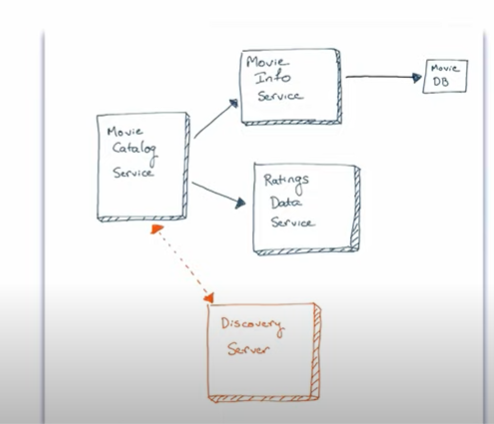 Movie
Info
Service
Movie
DB
Movie
Catalog
Service
Ratings
Data
Service
Discovery
Server